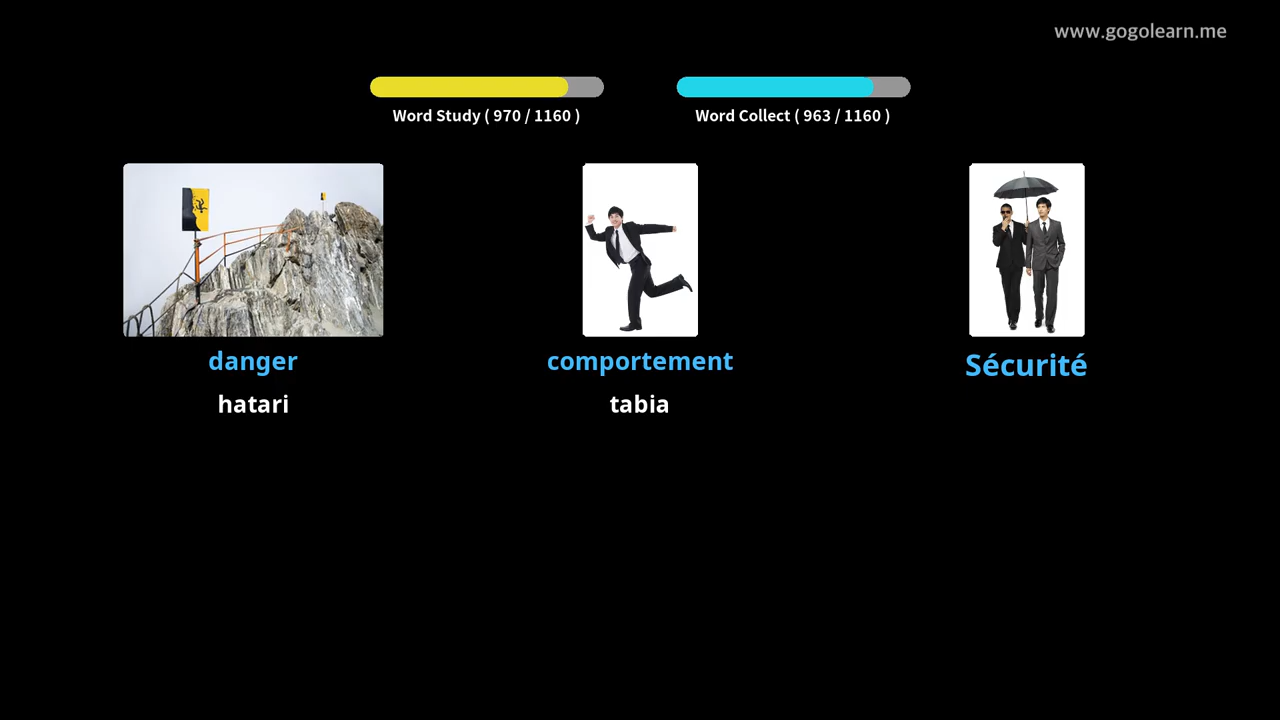 www.gogolearn.me
Word Study ( 970 / 1160 )
Word Collect ( 963 / 1160 )
danger
comportement
Sécurité
hatari
tabia